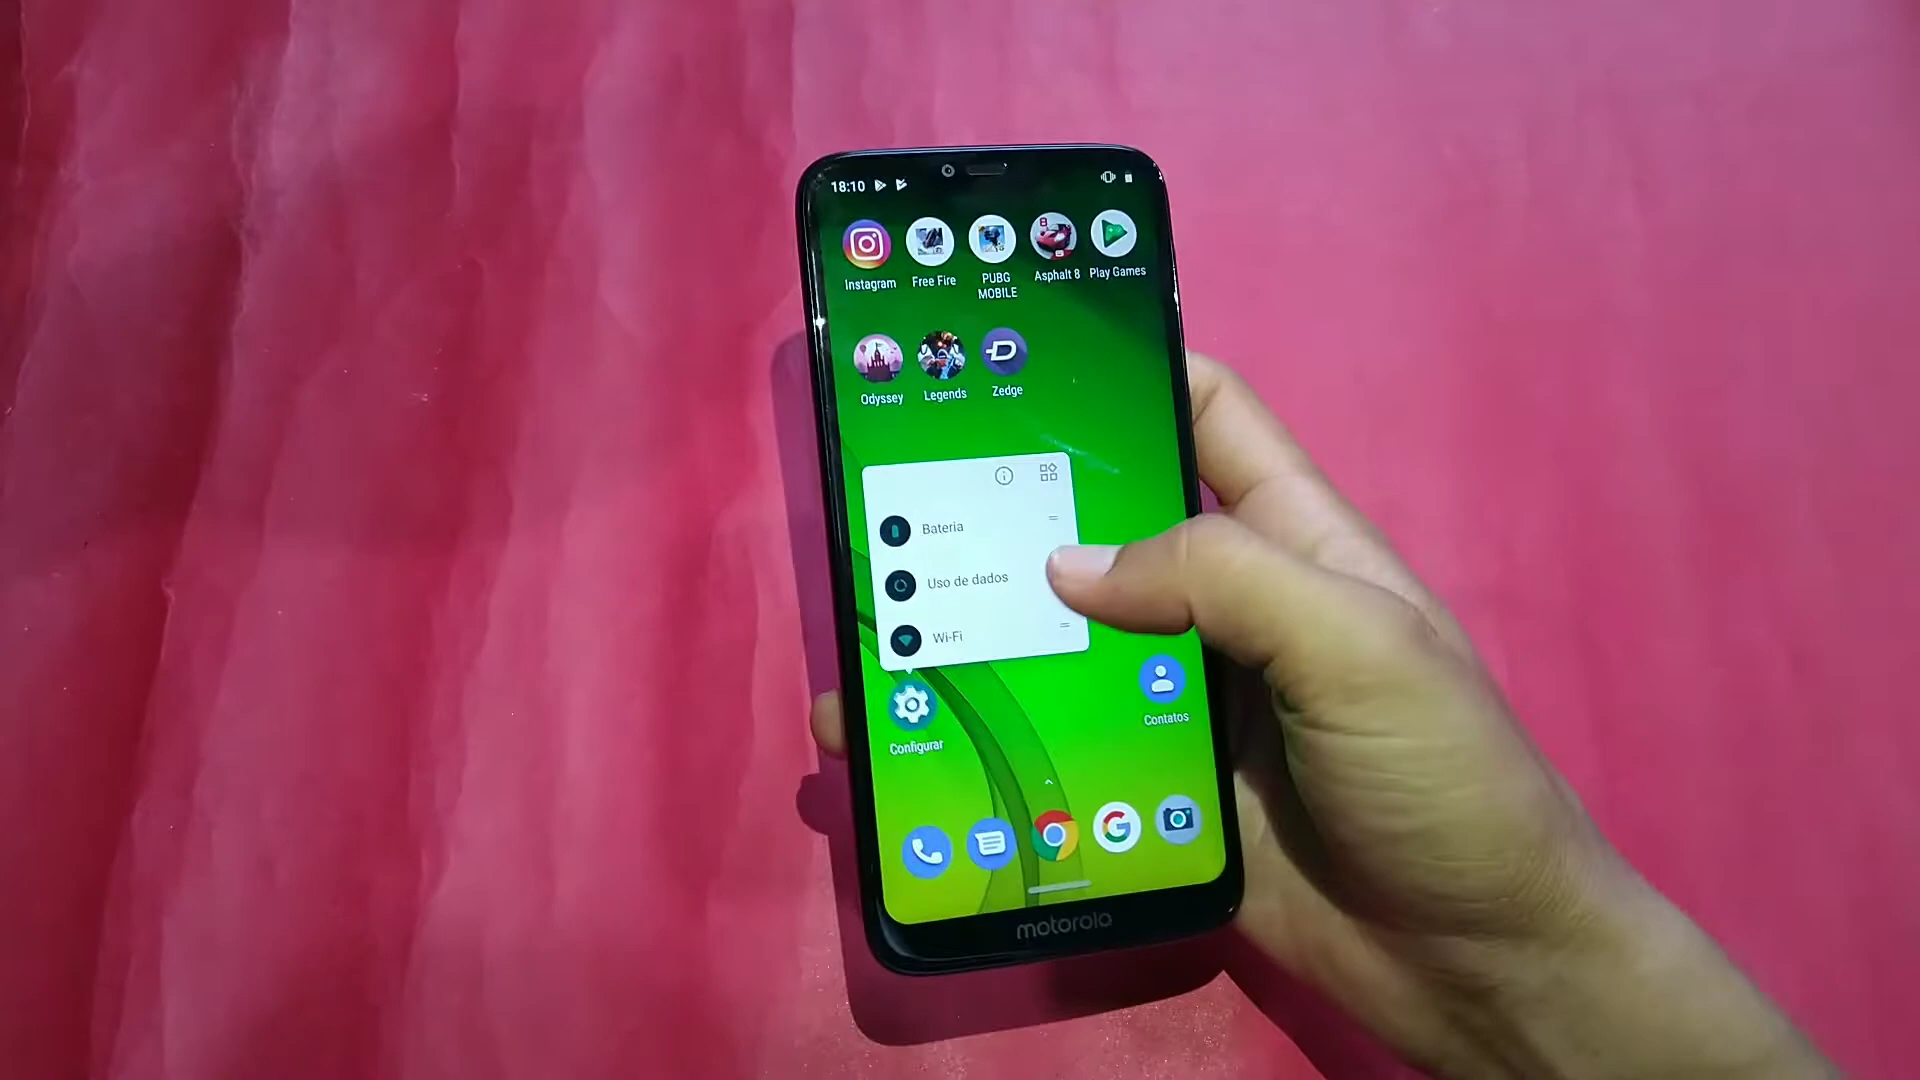 18:10
Instagram
Free Fire
PUBG
MOBILE
Asphalt 8
Play Games
Odyssey
Legends
Zedge
Bateria
Uso de dados
Wi-Fi
Configurar
Contatos
motorola